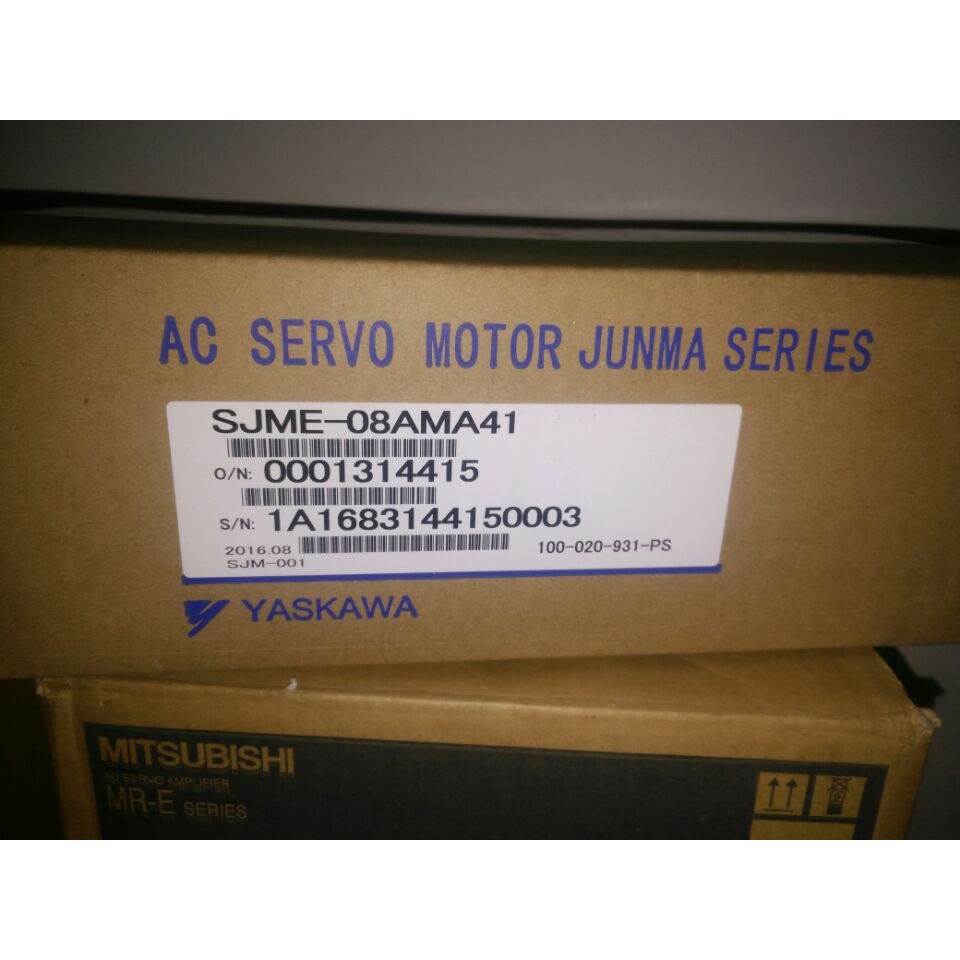 AC SERVO MOTOR JUNMA SERIES
SJME-08AMA41
O/N: 0001314415
S/N: 1A1683144150003
2016.08 100-020-931-PS
SJM-001
YASKAWA
MITSUBISHI
AC SERVO AMPLIFIER
MR-E SERIES